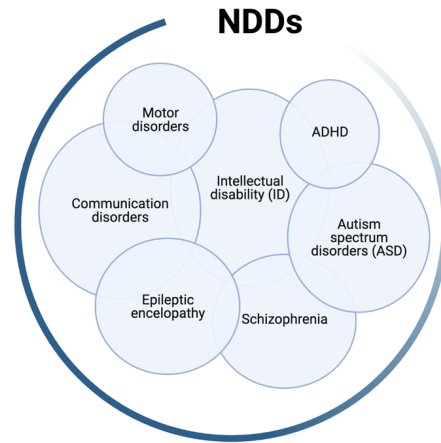 NDDs
Motor
disorders
ADHD
Intellectual
disability (ID)
Communication
disorders
Autism
spectrum
disorders (ASD)
Epileptic
encelopathy
Schizophrenia